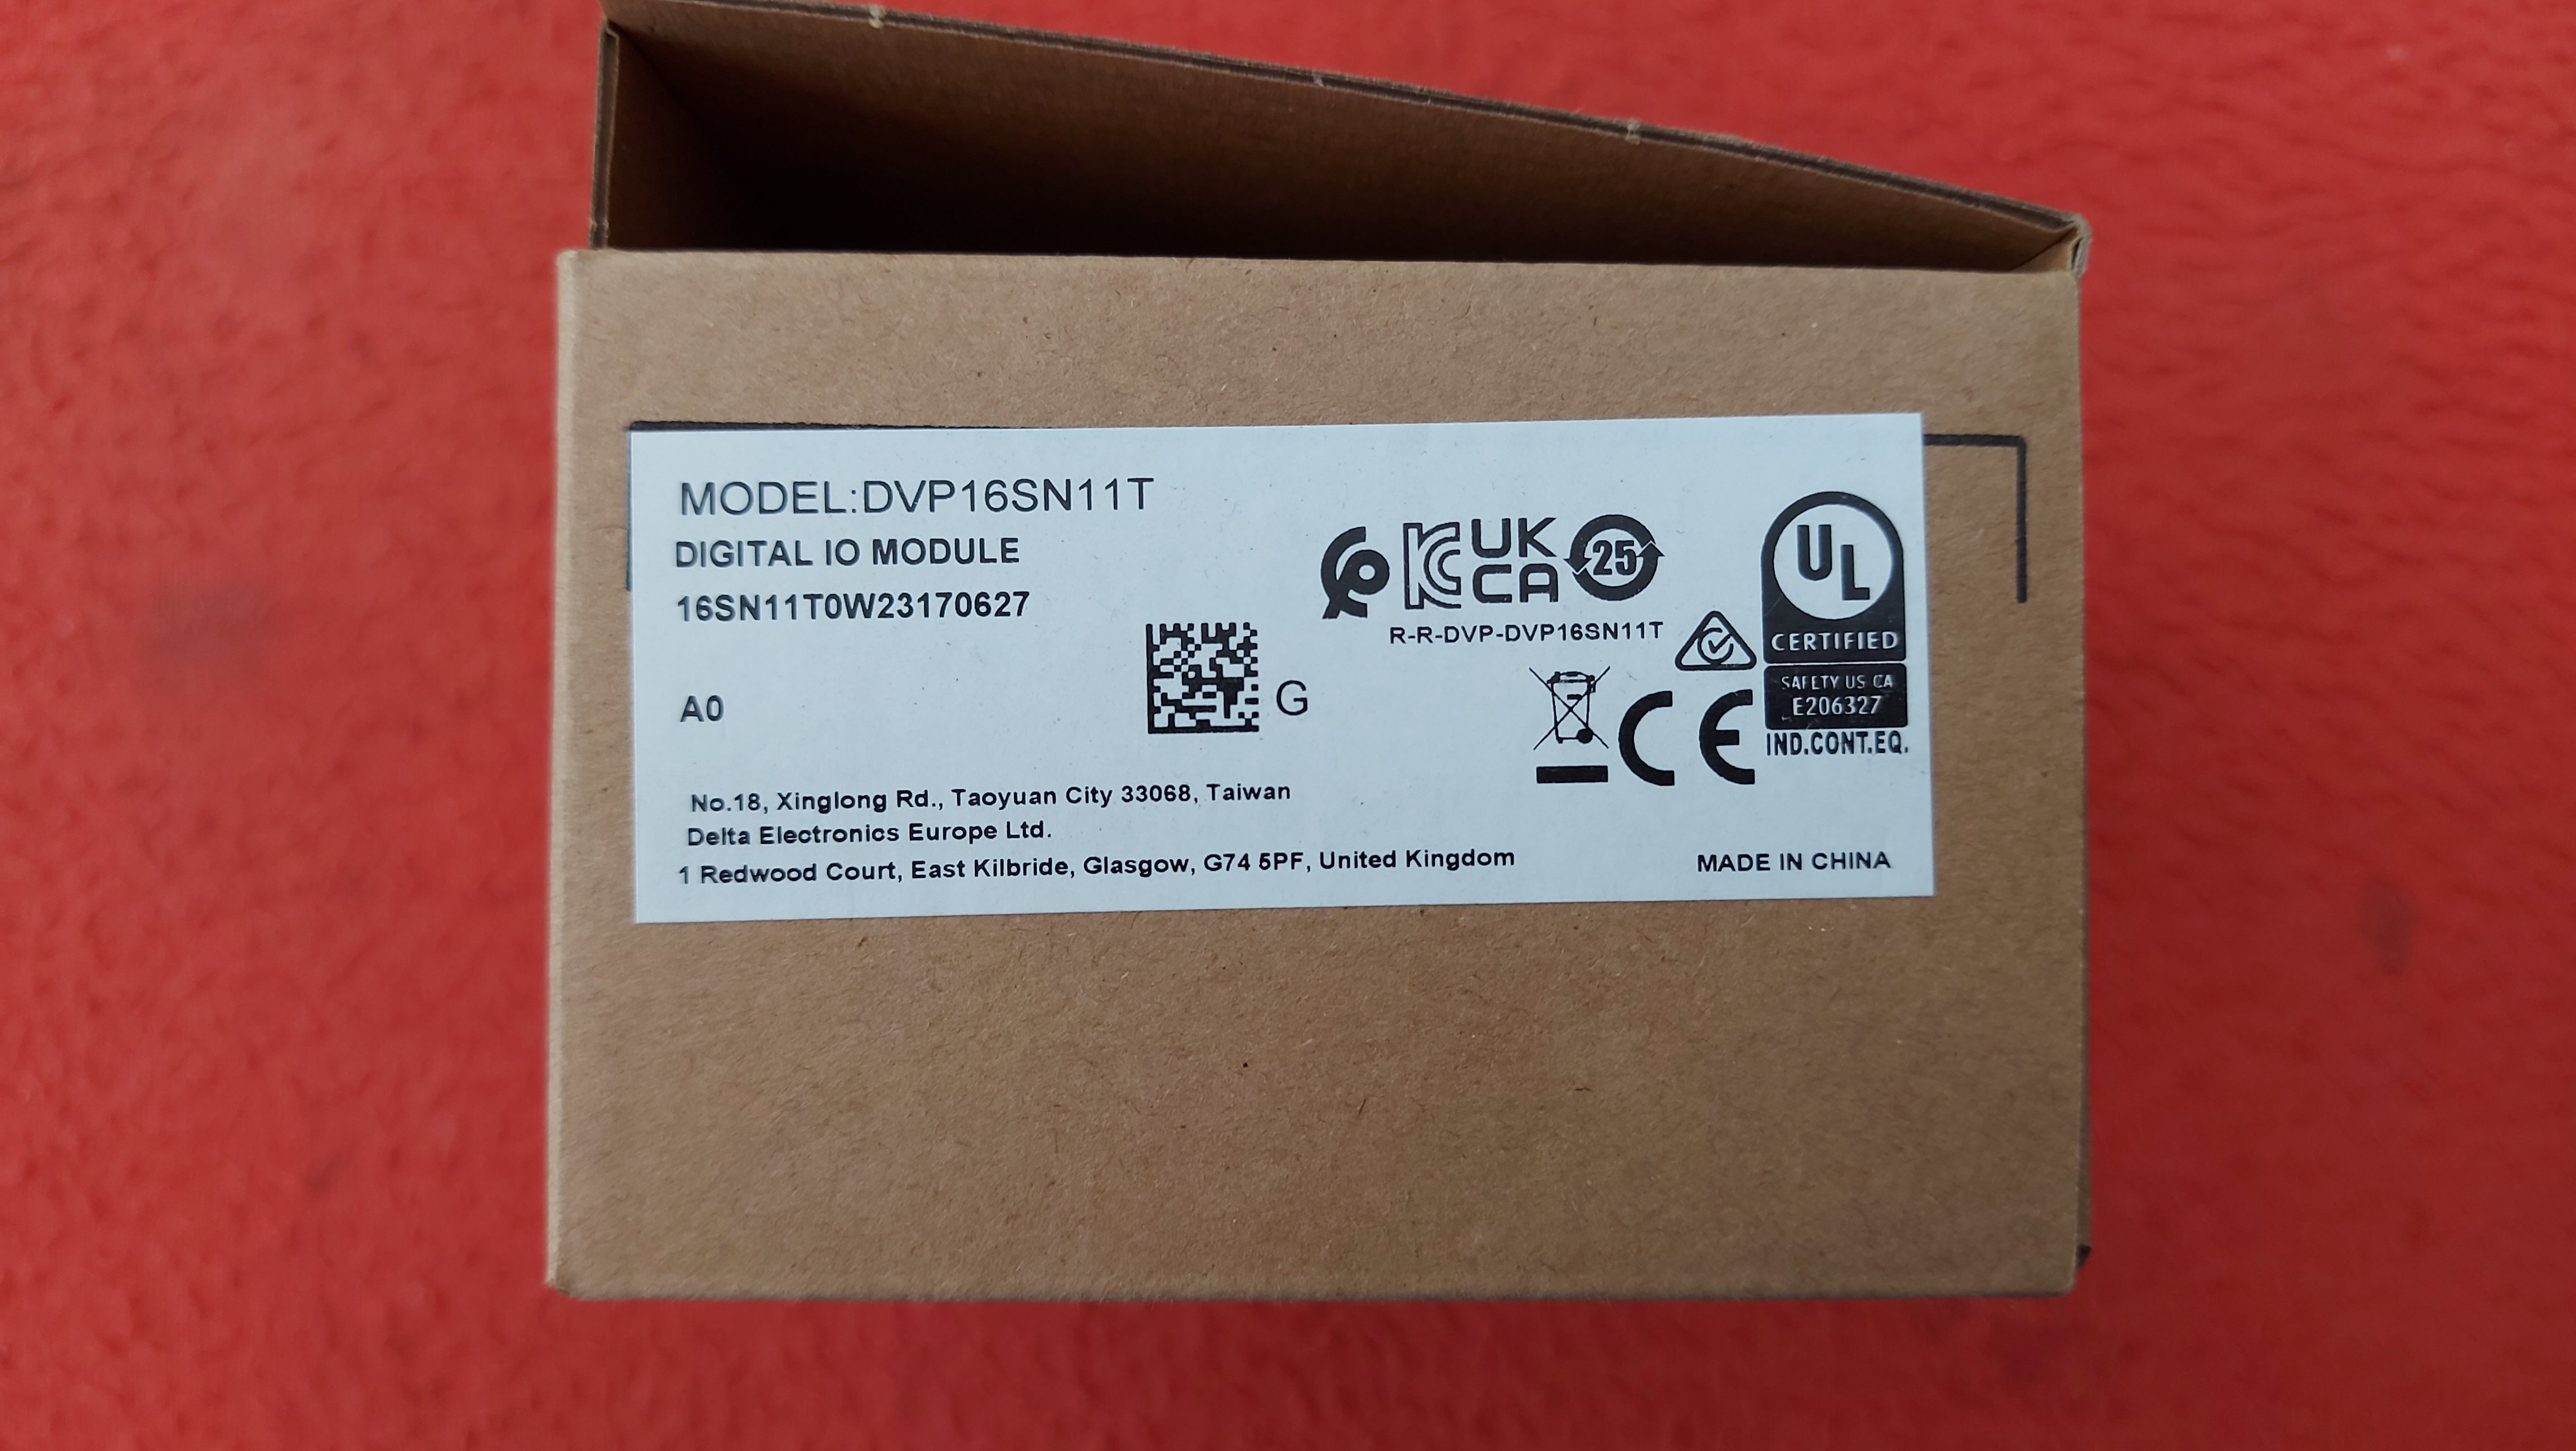 MODEL:DVP16SN11T
DIGITAL IO MODULE
16SN11T0W23170627
A0
G
UK
CA
25
R-R-DVP-DVP16SN11T
UL
CERTIFIED
SAFETY US CA
E206327
IND.CONT.EQ.
CE
No.18, Xinglong Rd., Taoyuan City 33068, Taiwan
Delta Electronics Europe Ltd.
1 Redwood Court, East Kilbride, Glasgow, G74 5PF, United Kingdom
MADE IN CHINA